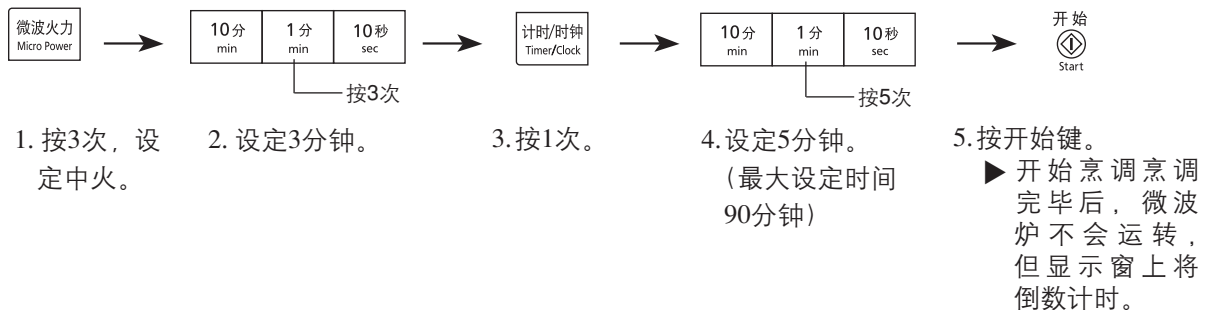 微波火力
Micro Power
10分
min
1分
min
10秒
sec
按3次
计时/时钟
Timer/Clock
10分
min
1分
min
10秒
sec
按5次
开始
Start
1. 按3次，设
定中火。
2. 设定3分钟。
3.按1次。
4.设定5分钟。
（最大设定时间
90分钟）
5.按开始键。
▶ 开始烹调烹调
完毕后，微波
炉不会运转，
但显示窗上将
倒数计时。